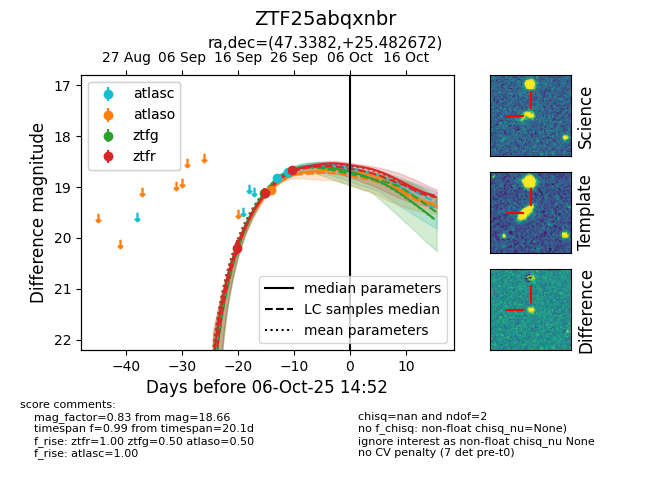 ZTF25abqxnbr
ra,dec=(47.3382,+25.482672)
27 Aug 06 Sep 16 Sep 26 Sep 06 Oct 16 Oct
17
18
19
20
21
22
Difference magnitude
atlasc
atlaso
ztfg
ztfr
median parameters
LC samples median
mean parameters
−40 −30 −20 −10 0 10
Days before 06-Oct-25 14:52
Science
Template
Difference
score comments:
mag_factor=0.83 from mag=18.66
timespan f=0.99 from timespan=20.1d
f_rise: ztfr=1.00 ztfg=0.50 atlaso=0.50
f_rise: atlasc=1.00
chisq=nan and ndof=2
no f_chisq: non-float chisq_nu=None)
ignore interest as non-float chisq_nu None
no CV penalty (7 det pre-t0)